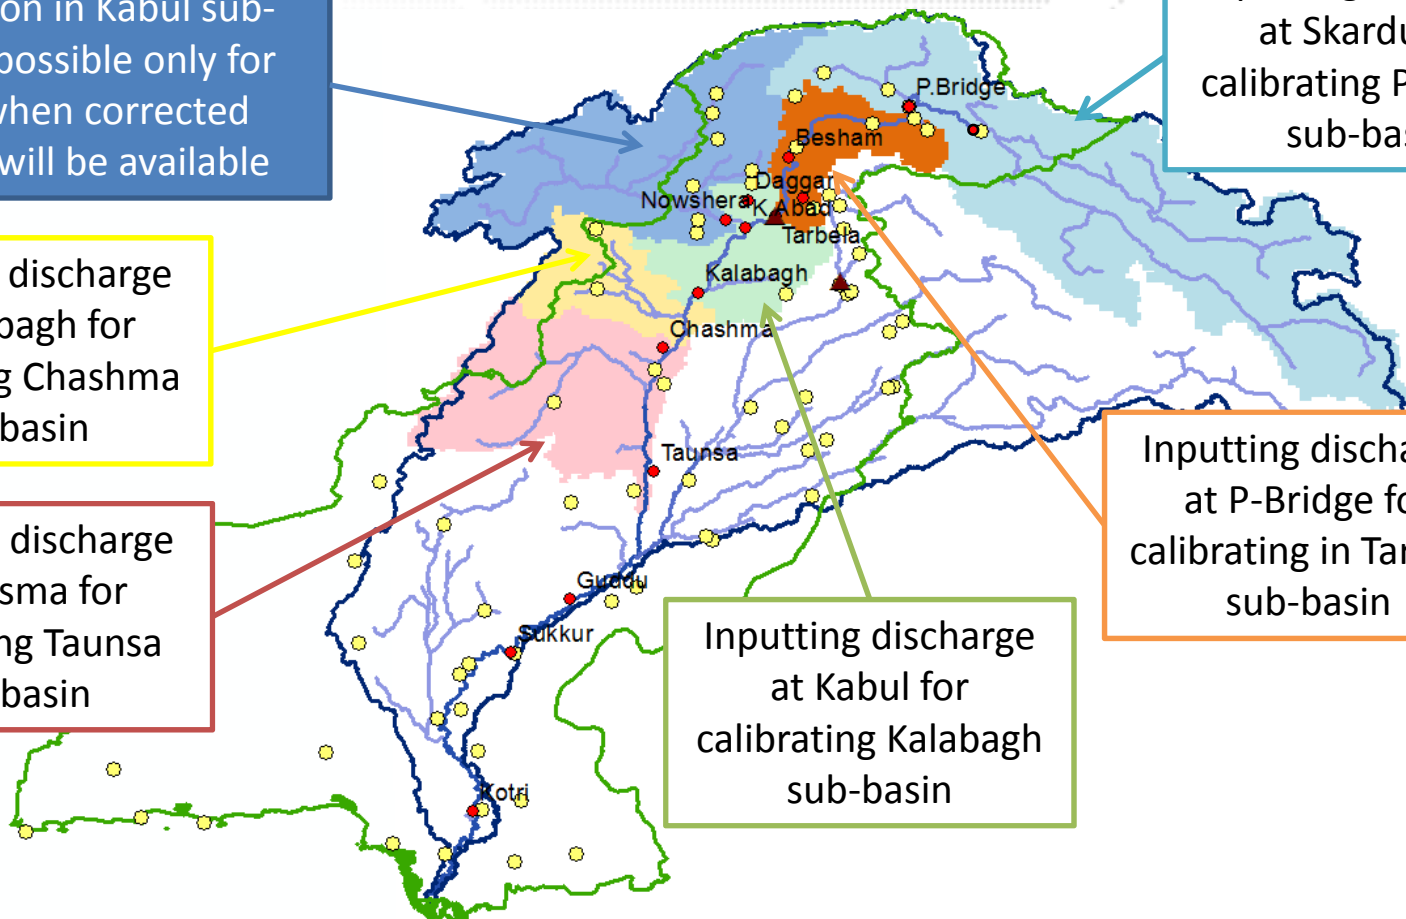 on in Kabul sub-
possible only for
when corrected
will be available
at Skardu
calibrating P
sub-bas
P.Bridge
Besham
Daggar
Nowshera
K.Abad
Tarbela
Kalabagh
Chashma
discharge
bagh for
g Chashma
basin
Taunsa
discharge
sma for
ng Taunsa
basin
Inputting discha
at P-Bridge fo
calibrating in Tar
sub-basin
Guddu
Sukkur
Inputting discharge
at Kabul for
calibrating Kalabagh
sub-basin
Kotri